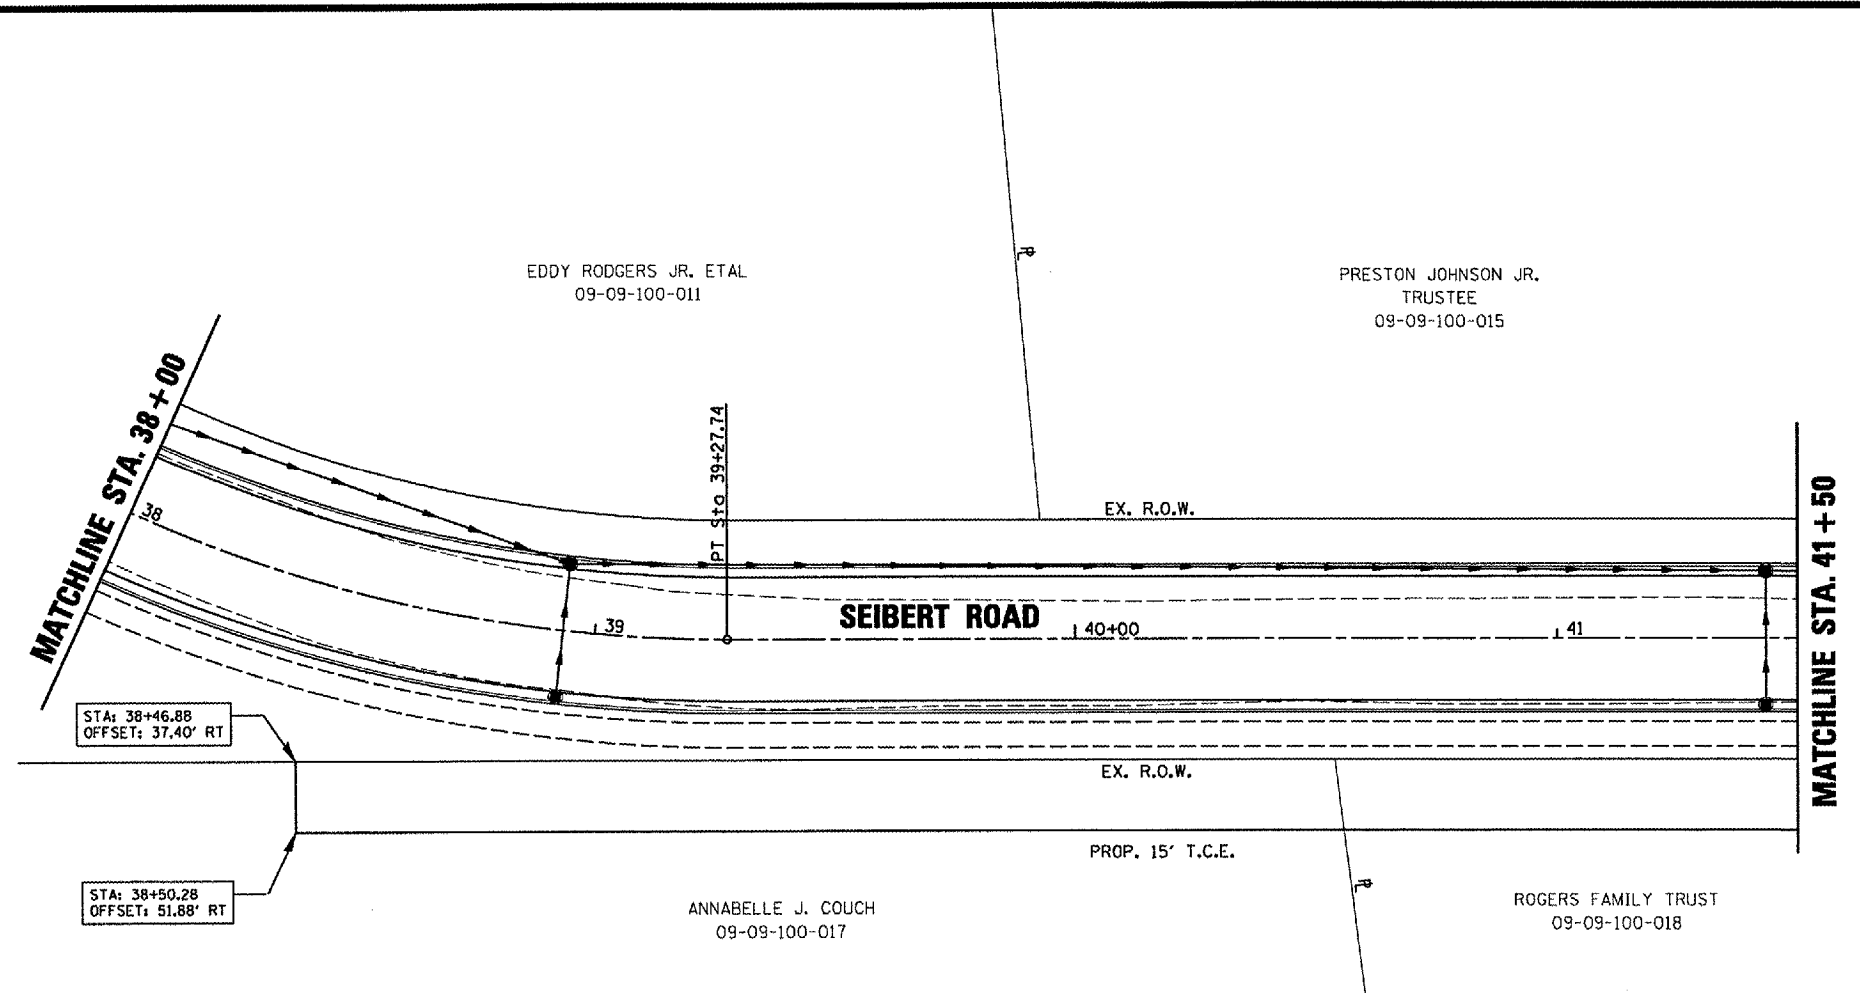 EDDY RODGERS JR. ETAL
09-09-100-011
PRESTON JOHNSON JR.
TRUSTEE
09-09-100-015
PL
MATCHLINE STA. 38+00
38
PT Sta 39+27.74
EX. R.O.W.
39
SEIBERT ROAD
40+00
41
MATCHLINE STA. 41+50
STA: 38+46.88
OFFSET: 37.40' RT
EX. R.O.W.
PROP. 15' T.C.E.
STA: 38+50.28
OFFSET: 51.88' RT
PL
ANNABELLE J. COUCH
09-09-100-017
ROGERS FAMILY TRUST
09-09-100-018